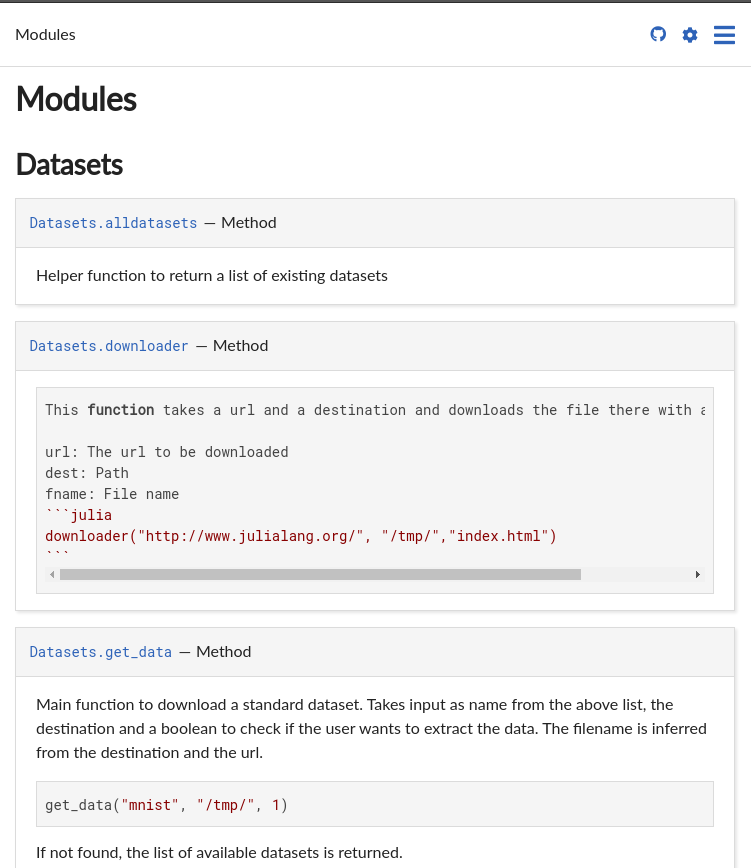 Modules
Modules
Datasets
Datasets.alldatasets — Method
Helper function to return a list of existing datasets
Datasets.downloader — Method
This function takes a url and a destination and downloads the file there with
url: The url to be downloaded
dest: Path
fname: File name
```julia
downloader("http://www.julialang.org/", "/tmp/","index.html")
```
Datasets.get_data — Method
Main function to download a standard dataset. Takes input as name from the above list, the
destination and a boolean to check if the user wants to extract the data. The filename is inferred
from the destination and the url.
get_data("mnist", "/tmp/", 1)
If not found, the list of available datasets is returned.